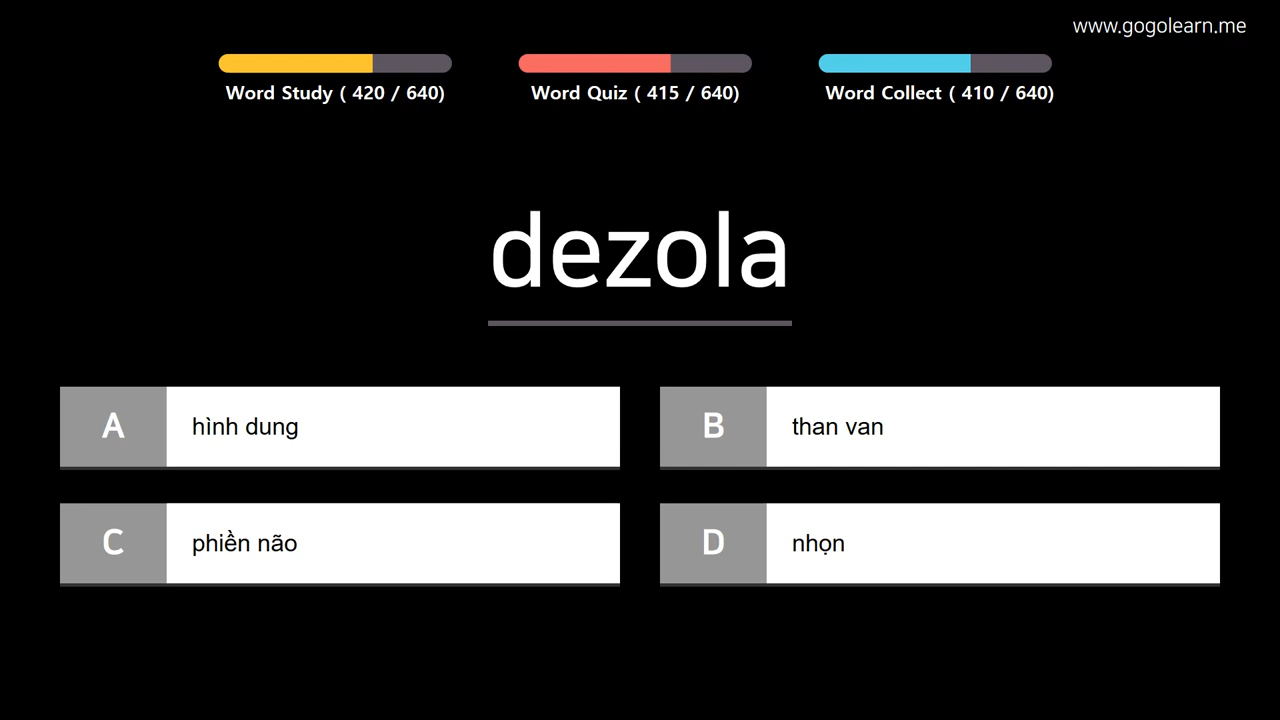 www.gogolearn.me
Word Study ( 420 / 640)
Word Quiz ( 415 / 640)
Word Collect ( 410 / 640)
dezola
A hình dung
B than van
C phiền não
D nhọn